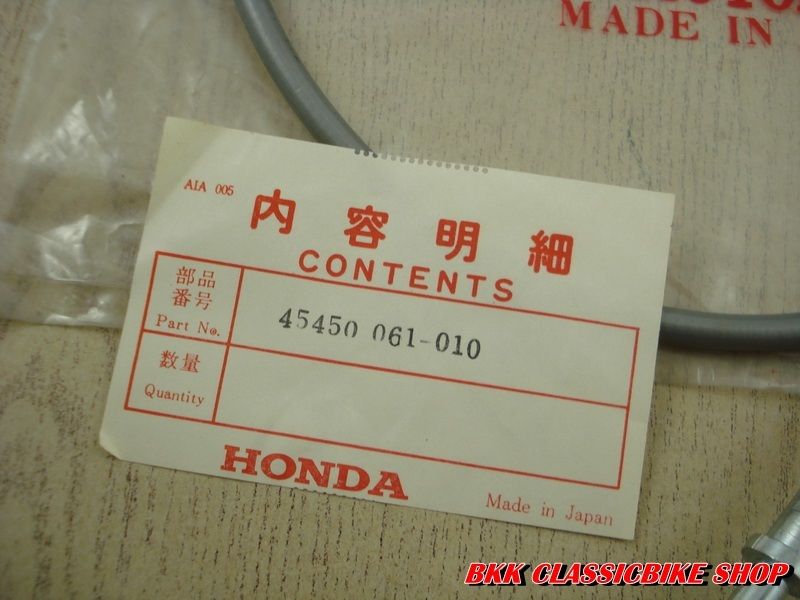 MADE IN
AIA 005
内容明細
CONTENTS
部品
番号
Part No.
45450 061-010
数量
Quantity
HONDA
Made in Japan
BKK CLASSICBIKE SHOP